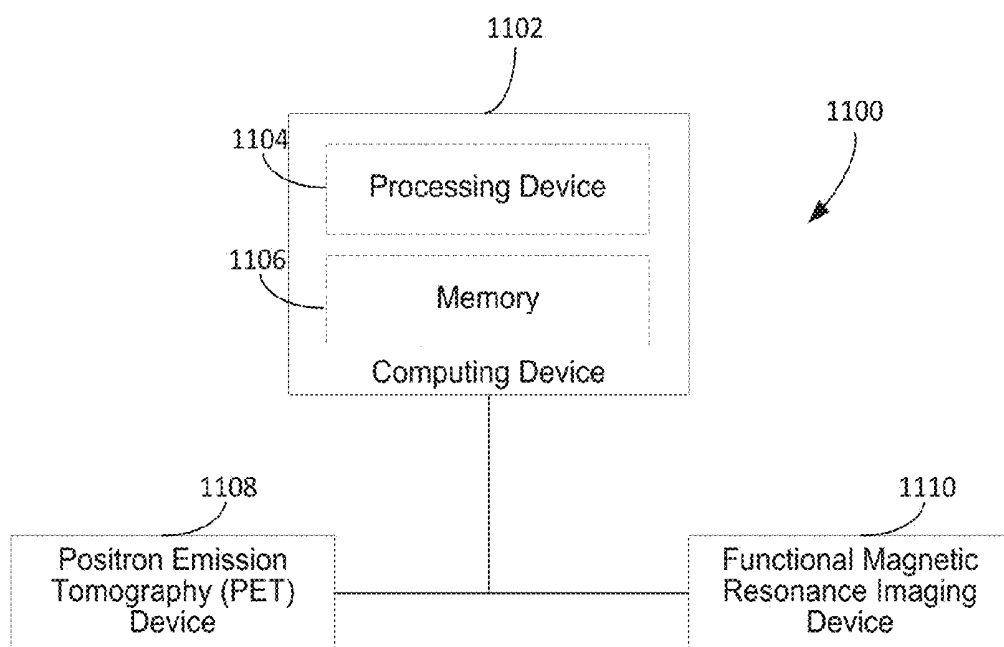 1102
1100
1104
Processing Device
1106
Memory
Computing Device
1108
1110
Positron Emission
Tomography (PET)
Device
Functional Magnetic
Resonance Imaging
Device